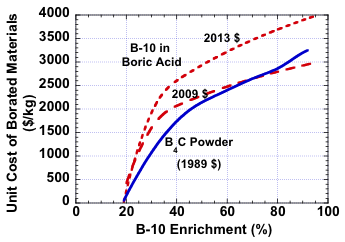 4000
3500
3000
2500
2000
1500
1000
500
0
Unit Cost of Borated Materials
($/kg)
2013 $
B-10 in
Boric Acid
2009 $
B4C Powder
(1989 $)
0 20 40 60 80 100
B-10 Enrichment (%)